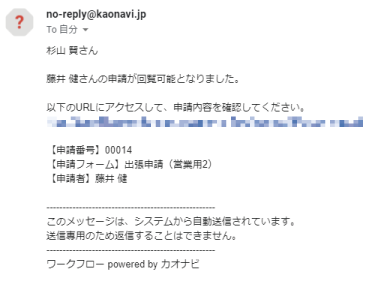 ?
no-reply@kaonavi.jp
To 自分
杉山 賛さん
藤井 健さんの申請が回覧可能となりました。
以下のURLにアクセスして、申請内容を確認してください。
【申請番号】00014
【申請フォーム】出張申請（営業用2）
【申請者】藤井 健
------------------------------------------------------
このメッセージは、システムから自動送信されています。
送信専用のため返信することはできません。
------------------------------------------------------
ワークフロー powered by カオナビ